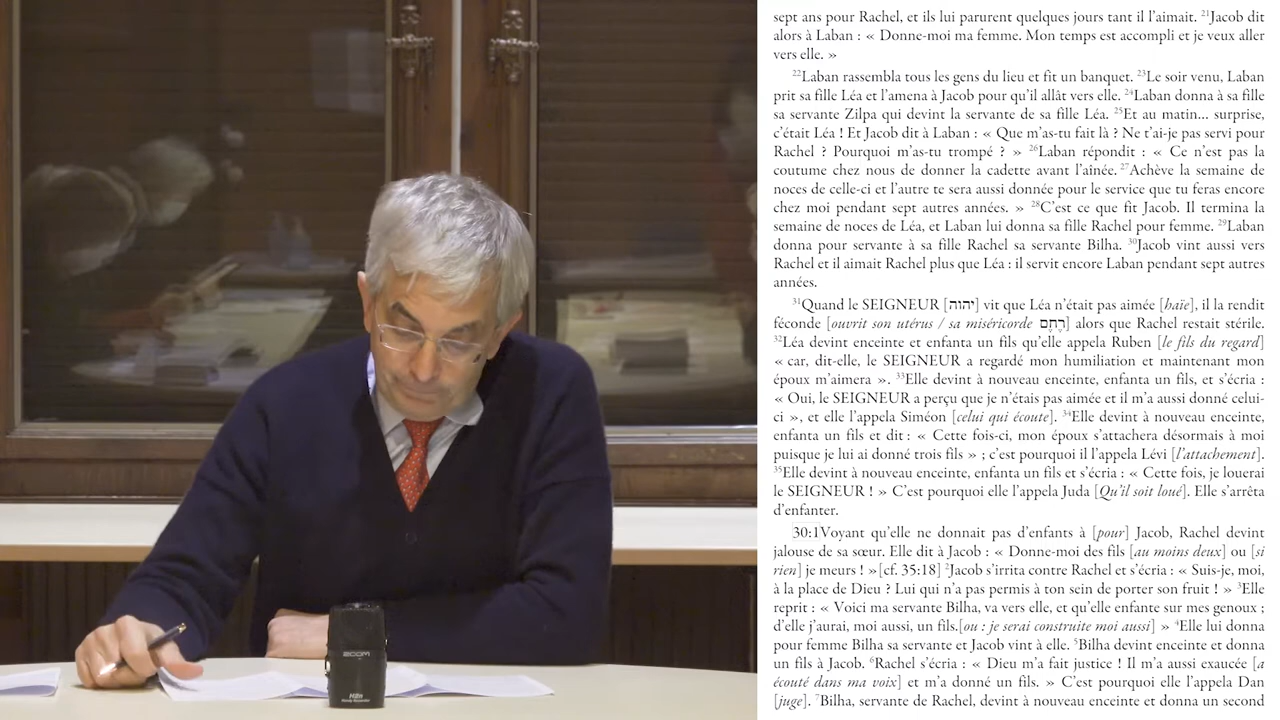 sept ans pour Rachel, et ils lui parurent quelques jours tant il l'aimait. ²¹Jacob dit
alors à Laban : « Donne-moi ma femme. Mon temps est accompli et je veux aller
vers elle. »
²²Laban rassembla tous les gens du lieu et fit un banquet. ²³Le soir venu, Laban
prit sa fille Léa et l'amena à Jacob pour qu'il allât vers elle. ²⁴Laban donna à sa fille
sa servante Zilpa qui devint la servante de sa fille Léa. ²⁵Et au matin... surprise,
c'était Léa ! Et Jacob dit à Laban : « Que m'as-tu fait là ? Ne t'ai-je pas servi pour
Rachel ? Pourquoi m'as-tu trompé ? » ²⁶Laban répondit : « Ce n'est pas la
coutume chez nous de donner la cadette avant l'aînée. ²⁷Achève la semaine de
noces de celle-ci et l'autre te sera aussi donnée pour le service que tu feras encore
chez moi pendant sept autres années. » ²⁸C'est ce que fit Jacob. Il termina la
semaine de noces de Léa, et Laban lui donna sa fille Rachel pour femme. ²⁹Laban
donna pour servante à sa fille Rachel sa servante Bilha. ³⁰Jacob vint aussi vers
Rachel et il aimait Rachel plus que Léa : il servit encore Laban pendant sept autres
années.
³¹Quand le SEIGNEUR [יהוה] vit que Léa n'était pas aimée [haïe], il la rendit
féconde [ouvrit son utérus / sa miséricorde רָחַם] alors que Rachel restait stérile.
³²Léa devint enceinte et enfanta un fils qu'elle appela Ruben [le fils du regard]
« car, dit-elle, le SEIGNEUR a regardé mon humiliation et maintenant mon
époux m'aimera ». ³³Elle devint à nouveau enceinte, enfanta un fils, et s'écria :
« Oui, le SEIGNEUR a perçu que je n'étais pas aimée et il m'a aussi donné celui-
ci », et elle l'appela Siméon [celui qui écoute]. ³⁴Elle devint à nouveau enceinte,
enfanta un fils et dit : « Cette fois-ci, mon époux s'attachera désormais à moi
puisque je lui ai donné trois fils » ; c'est pourquoi il l'appela Lévi [l'attachement].
³⁵Elle devint à nouveau enceinte, enfanta un fils et s'écria : « Cette fois, je louerai
le SEIGNEUR ! » C'est pourquoi elle l'appela Juda [Qu'il soit loué]. Elle s'arrêta
d'enfanter.
30:1Voyant qu'elle ne donnait pas d'enfants à [pour] Jacob, Rachel devint
jalouse de sa sœur. Elle dit à Jacob : « Donne-moi des fils [au moins deux] ou [si
rien] je meurs ! »[cf. 35:18] ²Jacob s'irrita contre Rachel et s'écria : « Suis-je, moi,
à la place de Dieu ? Lui qui n'a pas permis à ton sein de porter son fruit ! » ³Elle
reprit : « Voici ma servante Bilha, va vers elle, et qu'elle enfante sur mes genoux ;
d'elle j'aurai, moi aussi, un fils.[ou : je serai construite moi aussi] » ⁴Elle lui donna
pour femme Bilha sa servante et Jacob vint à elle. ⁵Bilha devint enceinte et donna
un fils à Jacob. ⁶Rachel s'écria : « Dieu m'a fait justice ! Il m'a aussi exaucée [a
écouté dans ma voix] et m'a donné un fils. » C'est pourquoi elle l'appela Dan
[juge]. ⁷Bilha, servante de Rachel, devint à nouveau enceinte et donna un second
zoom
H2n
Handy Recorder